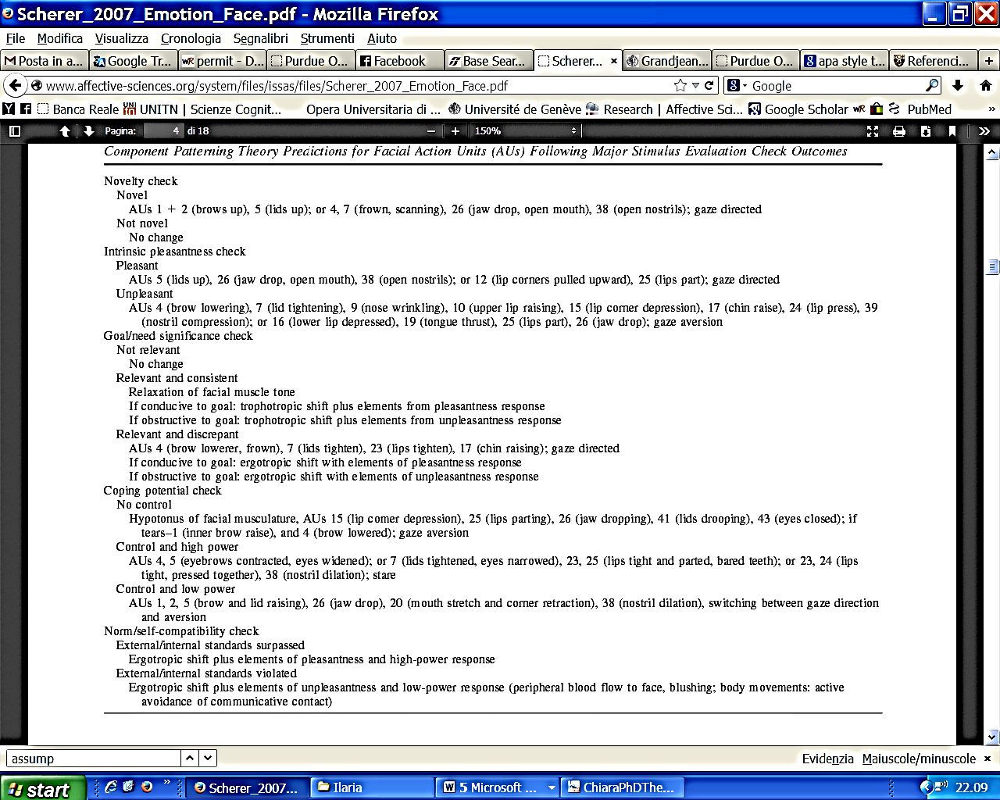 Scherer_2007_Emotion_Face.pdf - Mozilla Firefox
File Modifica Visualizza Cronologia Segnalibri Strumenti Aiuto
Posta in a... Google Tr... permit - D... Purdue O... Facebook Base Sear... Scherer... Grandjean... Purdue O... apa style t... Referenci...
www.affective-sciences.org/system/files/issas/files/Scherer_2007_Emotion_Face.pdf Google
Banca Reale UNITN | Scienze Cognit... Opera Universitaria di ... Université de Genève Research | Affective Sci... Google Scholar PubMed
Pagina: 4 di 18 150%
Component Patterning Theory Predictions for Facial Action Units (AUs) Following Major Stimulus Evaluation Check Outcomes
Novelty check
Novel
AUs 1 + 2 (brows up), 5 (lids up); or 4, 7 (frown, scanning), 26 (jaw drop, open mouth), 38 (open nostrils); gaze directed
Not novel
No change
Intrinsic pleasantness check
Pleasant
AUs 5 (lids up), 26 (jaw drop, open mouth), 38 (open nostrils); or 12 (lip corners pulled upward), 25 (lips part); gaze directed
Unpleasant
AUs 4 (brow lowering), 7 (lid tightening), 9 (nose wrinkling), 10 (upper lip raising), 15 (lip corner depression), 17 (chin raise), 24 (lip press), 39
(nostril compression); or 16 (lower lip depressed), 19 (tongue thrust), 25 (lips part), 26 (jaw drop); gaze aversion
Goal/need significance check
Not relevant
No change
Relevant and consistent
Relaxation of facial muscle tone
If conducive to goal: trophotropic shift plus elements from pleasantness response
If obstructive to goal: trophotropic shift plus elements from unpleasantness response
Relevant and discrepant
AUs 4 (brow lowerer, frown), 7 (lids tighten), 23 (lips tighten), 17 (chin raising); gaze directed
If conducive to goal: ergotropic shift with elements of pleasantness response
If obstructive to goal: ergotropic shift with elements of unpleasantness response
Coping potential check
No control
Hypotonus of facial musculature, AUs 15 (lip corner depression), 25 (lips parting), 26 (jaw dropping), 41 (lids drooping), 43 (eyes closed); if
tears–1 (inner brow raise), and 4 (brow lowered); gaze aversion
Control and high power
AUs 4, 5 (eyebrows contracted, eyes widened); or 7 (lids tightened, eyes narrowed), 23, 25 (lips tight and parted, bared teeth); or 23, 24 (lips
tight, pressed together), 38 (nostril dilation); stare
Control and low power
AUs 1, 2, 5 (brow and lid raising), 26 (jaw drop), 20 (mouth stretch and corner retraction), 38 (nostril dilation), switching between gaze direction
and aversion
Norm/self-compatibility check
External/internal standards surpassed
Ergotropic shift plus elements of pleasantness and high-power response
External/internal standards violated
Ergotropic shift plus elements of unpleasantness and low-power response (peripheral blood flow to face, blushing; body movements: active
avoidance of communicative contact)
assump Evidenzia Maiuscole/minuscole
start Scherer_2007... Ilaria 5 Microsoft ... ChiaraPhDThe... 22.09